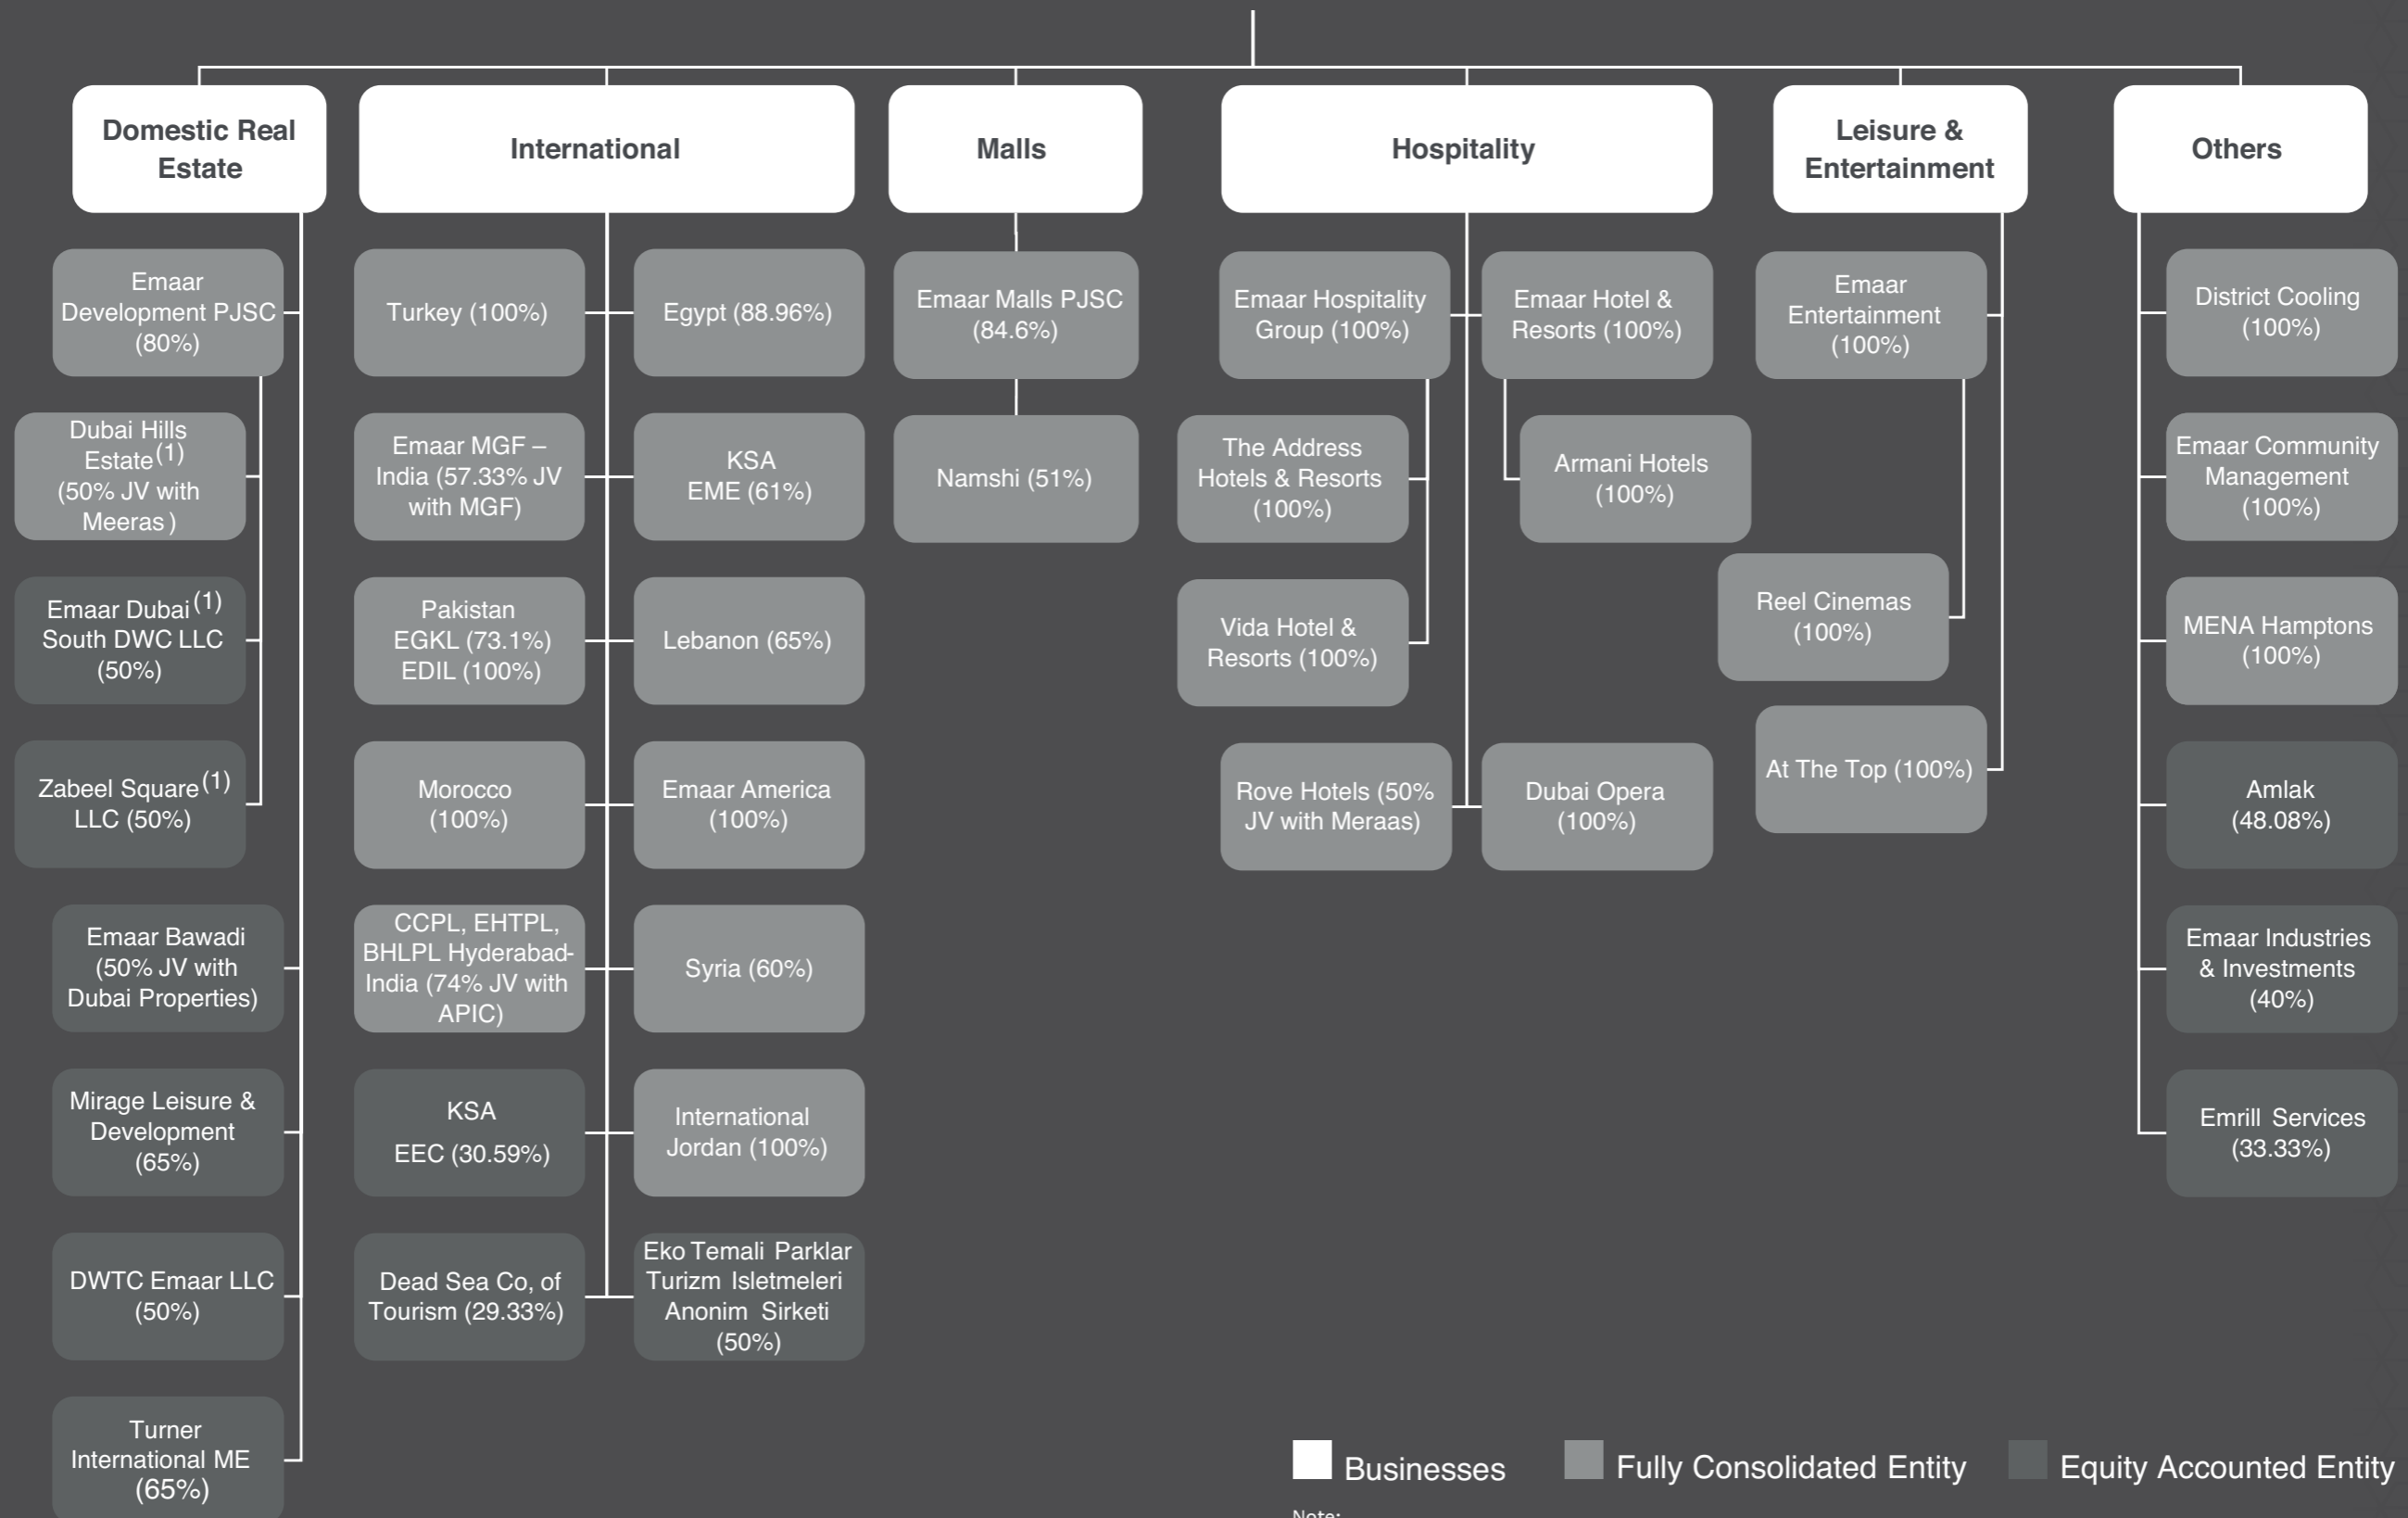 Domestic Real
Estate
International
Malls
Hospitality
Leisure &
Entertainment
Others
Emaar
Development PJSC
(80%)
Dubai Hills
Estate(1)
(50% JV with
Meeras)
Emaar Dubai(1)
South DWC LLC
(50%)
Zabeel Square(1)
LLC (50%)
Emaar Bawadi
(50% JV with
Dubai Properties)
Mirage Leisure &
Development
(65%)
DWTC Emaar LLC
(50%)
Turner
International ME
(65%)
Turkey (100%)
Egypt (88.96%)
Emaar MGF –
India (57.33% JV
with MGF)
KSA
EME (61%)
Pakistan
EGKL (73.1%)
EDIL (100%)
Lebanon (65%)
Morocco
(100%)
Emaar America
(100%)
CCPL, EHTPL,
BHLPL Hyderabad-
India (74% JV with
APIC)
Syria (60%)
KSA
EEC (30.59%)
International
Jordan (100%)
Dead Sea Co, of
Tourism (29.33%)
Eko Temali Parklar
Turizm Isletmeleri
Anonim Sirketi
(50%)
Emaar Malls PJSC
(84.6%)
Namshi (51%)
Emaar Hospitality
Group (100%)
Emaar Hotel &
Resorts (100%)
The Address
Hotels & Resorts
(100%)
Armani Hotels
(100%)
Vida Hotel &
Resorts (100%)
Rove Hotels (50%
JV with Meraas)
Dubai Opera
(100%)
Emaar
Entertainment
(100%)
Reel Cinemas
(100%)
At The Top (100%)
District Cooling
(100%)
Emaar Community
Management
(100%)
MENA Hamptons
(100%)
Amlak
(48.08%)
Emaar Industries
& Investments
(40%)
Emrill Services
(33.33%)
Businesses
Fully Consolidated Entity
Equity Accounted Entity
Note: